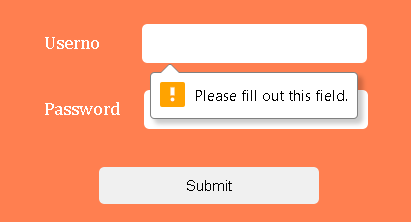 Userno
Please fill out this field.
Password
Submit